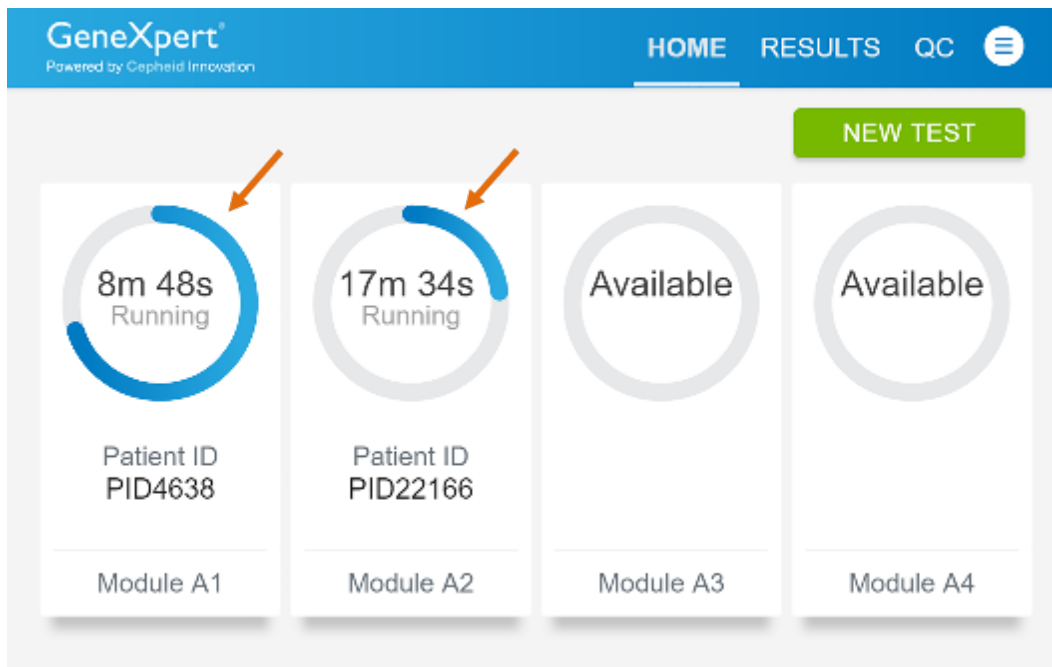 GeneXpert®
Powered by Cepheid Innovation
HOME RESULTS QC
NEW TEST
8m 48s
Running
Patient ID
PID4638
Module A1
17m 34s
Running
Patient ID
PID22166
Module A2
Available
Module A3
Available
Module A4